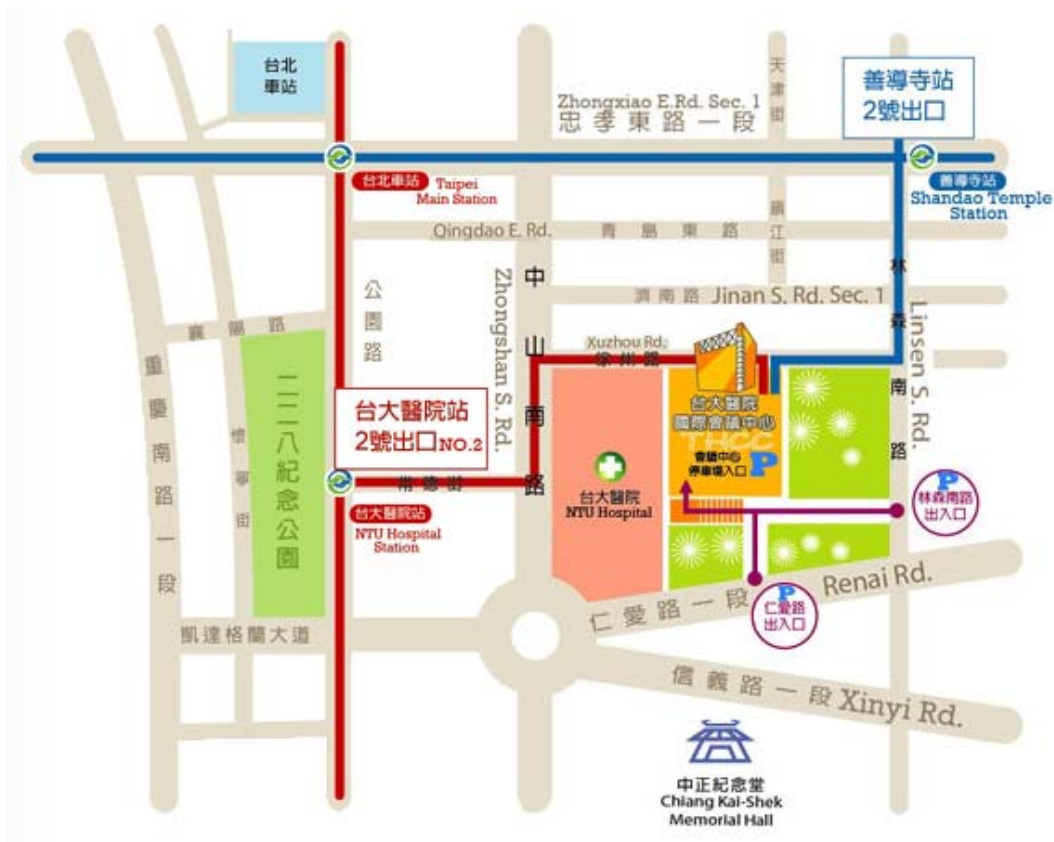 台北
車站
天津街
善導寺站
2號出口
Zhongxiao E.Rd. Sec. 1
忠孝東路一段
台北車站
Taipei
Main Station
善導寺站
Shandao Temple
Station
Qingdao E. Rd.
青島東路
鎮江街
公園路
Zhongshan S. Rd.
中山南路
濟南路 Jinan S. Rd. Sec. 1
林森南路
Linsen S. Rd.
襄陽路
Xuzhou Rd.
徐州路
重慶南路一段
懷寧街
二二八紀念公園
台大醫院站
2號出口NO.2
常德街
台大醫院站
NTU Hospital
Station
台大醫院
NTU Hospital
台大醫院
國際會議中心
THCC
會議中心
停車場入口 P
P
林森南路
出入口
P
仁愛路
出入口
仁愛路一段 Renai Rd.
凱達格蘭大道
信義路一段 Xinyi Rd.
中正紀念堂
Chiang Kai-Shek
Memorial Hall